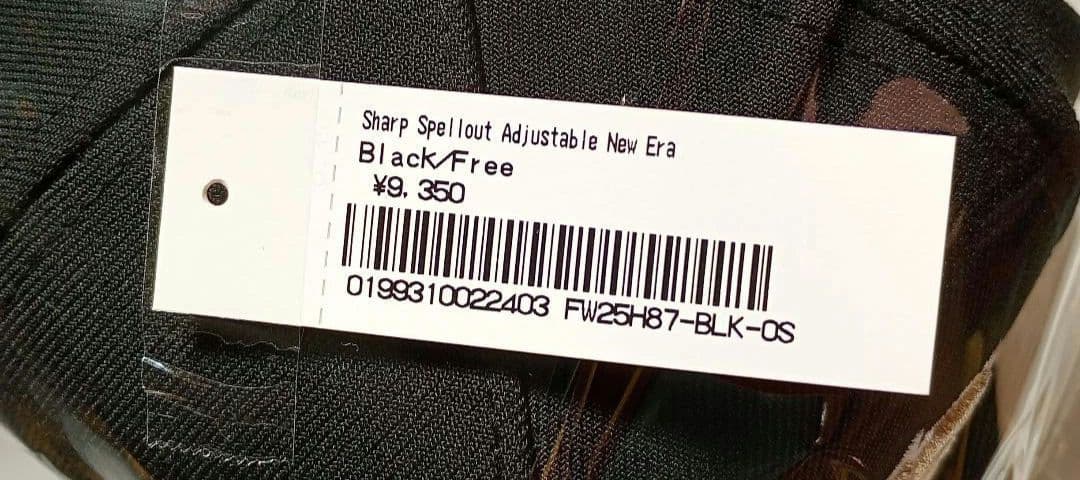 Sharp Spellout Adjustable New Era
Black/Free
¥9,350
0199310022403 FW25H87-BLK-OS